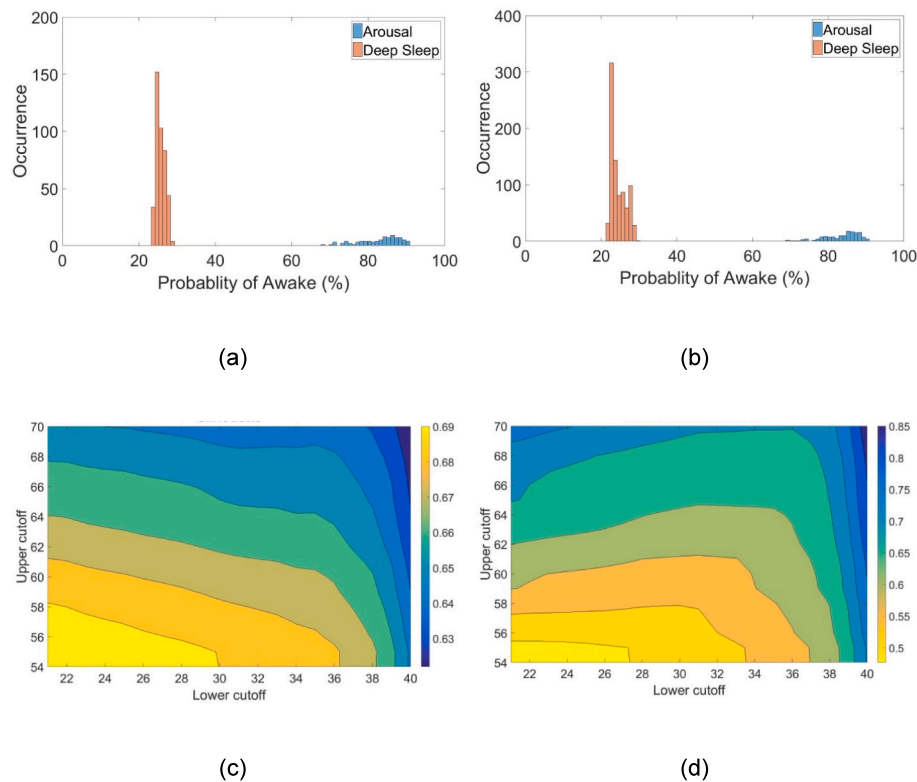 200
150
100
50
0
Occurrence
Arousal
Deep Sleep
0 20 40 60 80 100
Probablity of Awake (%)
(a)
400
300
200
100
0
Occurrence
Arousal
Deep Sleep
0 20 40 60 80 100
Probablity of Awake (%)
(b)
70
68
66
64
62
60
58
56
54
Upper cutoff
22 24 26 28 30 32 34 36 38 40
Lower cutoff
0.69
0.68
0.67
0.66
0.65
0.64
0.63
(c)
70
68
66
64
62
60
58
56
54
Upper cutoff
22 24 26 28 30 32 34 36 38 40
Lower cutoff
0.85
0.8
0.75
0.7
0.65
0.6
0.55
0.5
(d)